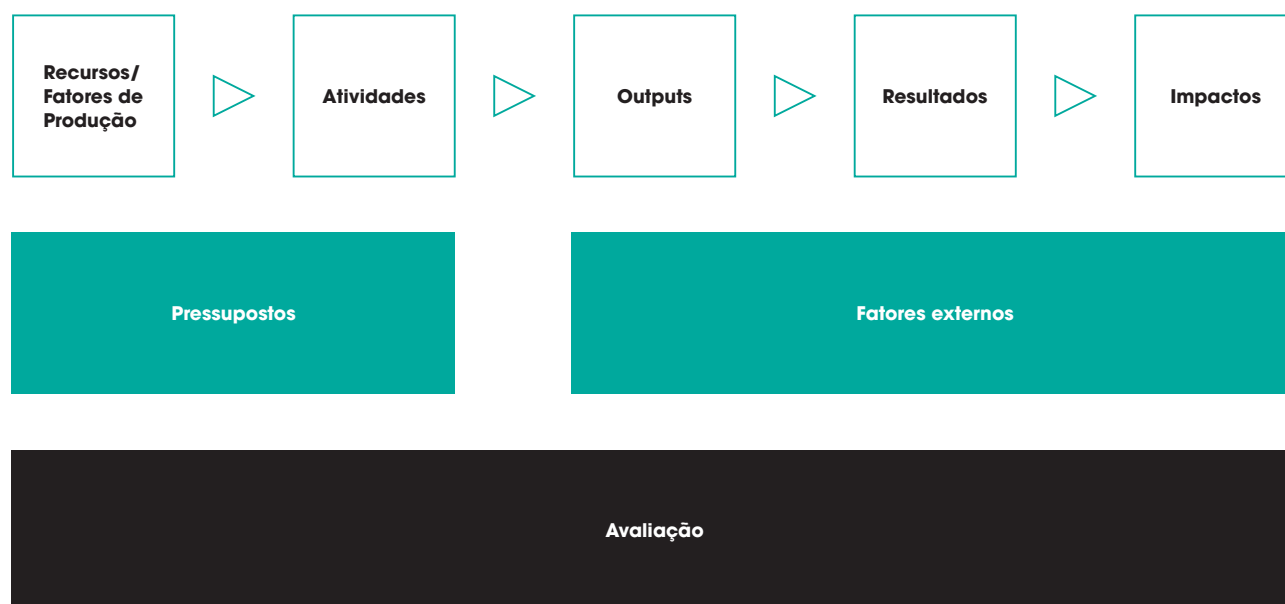 Recursos/
Fatores de
Produção
Atividades
Outputs
Resultados
Impactos
Pressupostos
Fatores externos
Avaliação